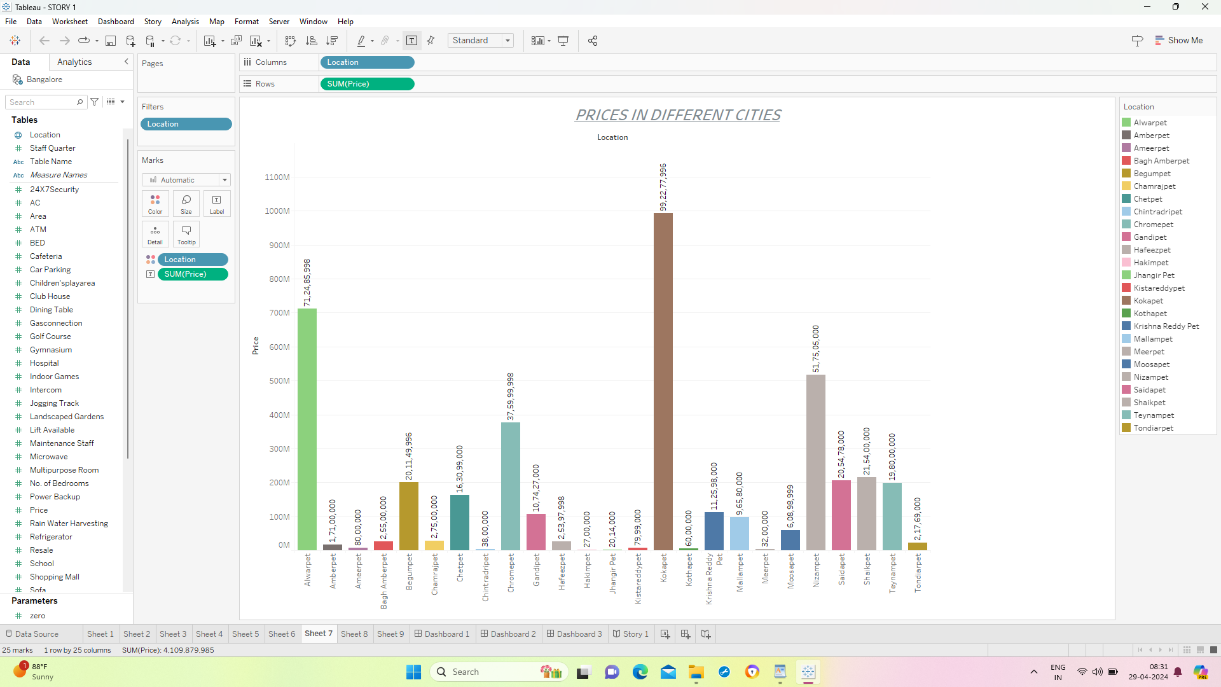 Tableau - STORY 1
File Data Worksheet Dashboard Story Analysis Map Format Server Window Help
Standard
Show Me
Data Analytics
Bangalore
Search
Tables
Location
Staff Quarter
Abc Table Name
Abc Measure Names
24X7Security
AC
Area
ATM
BED
Cafeteria
Car Parking
Children'splayarea
Club House
Dining Table
Gasconnection
Golf Course
Gymnasium
Hospital
Indoor Games
Intercom
Jogging Track
Landscaped Gardens
Lift Available
Maintenance Staff
Microwave
Multipurpose Room
No. of Bedrooms
Power Backup
Price
Rain Water Harvesting
Refrigerator
Resale
School
Shopping Mall
Sofa
Parameters
zero
Pages
Filters
Location
Marks
Automatic
Color Size Label
Detail Tooltip
Location
SUM(Price)
Columns Location
Rows SUM(Price)
PRICES IN DIFFERENT CITIES
Location
Price
1100M
1000M
900M
800M
700M
600M
500M
400M
300M
200M
100M
0M
71,24,85,998
1,71,00,000
80,00,000
2,55,00,000
20,11,49,996
2,75,00,000
16,30,99,000
38,00,000
37,59,99,998
10,74,27,000
2,53,97,998
27,00,000
20,14,000
79,99,000
99,22,77,996
60,00,000
11,25,98,000
9,65,80,000
32,00,000
6,08,98,999
51,75,05,000
20,54,78,000
21,54,00,000
19,80,00,000
2,17,69,000
Alwarpet
Amberpet
Ameerpet
Bagh Amberpet
Begumpet
Chamrajpet
Chetpet
Chintradripet
Chromepet
Gandipet
Hafeezpet
Hakimpet
Jhangir Pet
Kistareddypet
Kokapet
Kothapet
Krishna Reddy
Pet
Mallampet
Meerpet
Moosapet
Nizampet
Saidapet
Shaikpet
Teynampet
Tondiarpet
Location
Alwarpet
Amberpet
Ameerpet
Bagh Amberpet
Begumpet
Chamrajpet
Chetpet
Chintradripet
Chromepet
Gandipet
Hafeezpet
Hakimpet
Jhangir Pet
Kistareddypet
Kokapet
Kothapet
Krishna Reddy Pet
Mallampet
Meerpet
Moosapet
Nizampet
Saidapet
Shaikpet
Teynampet
Tondiarpet
Data Source Sheet 1 Sheet 2 Sheet 3 Sheet 4 Sheet 5 Sheet 6 Sheet 7 Sheet 8 Sheet 9 Dashboard 1 Dashboard 2 Dashboard 3 Story 1
25 marks 1 row by 25 columns SUM(Price): 4,109,879,985
1
88°F
Sunny
Search
ENG
IN
08:31
29-04-2024